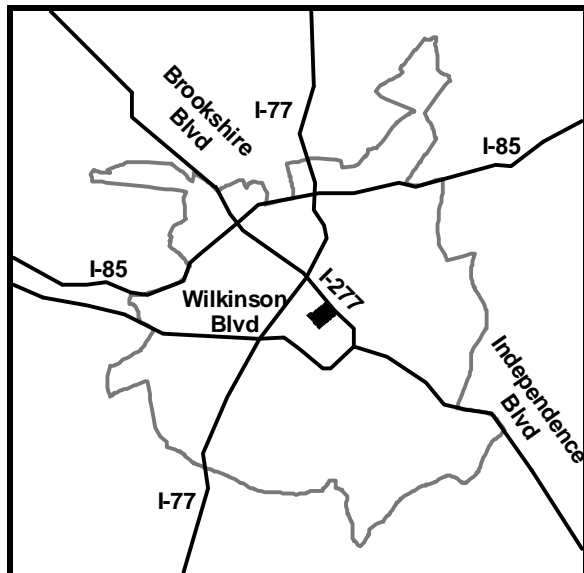 Brookshire
Blvd
I-77
I-85
I-85
I-277
Wilkinson
Blvd
Independence
Blvd
I-77